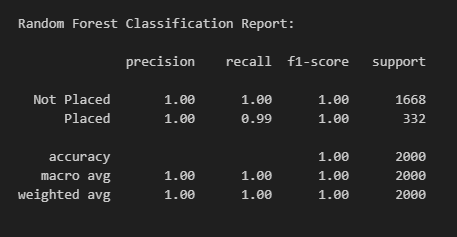 Random Forest Classification Report:
precision recall f1-score support
Not Placed 1.00 1.00 1.00 1668
Placed 1.00 0.99 1.00 332
accuracy 1.00 2000
macro avg 1.00 1.00 1.00 2000
weighted avg 1.00 1.00 1.00 2000